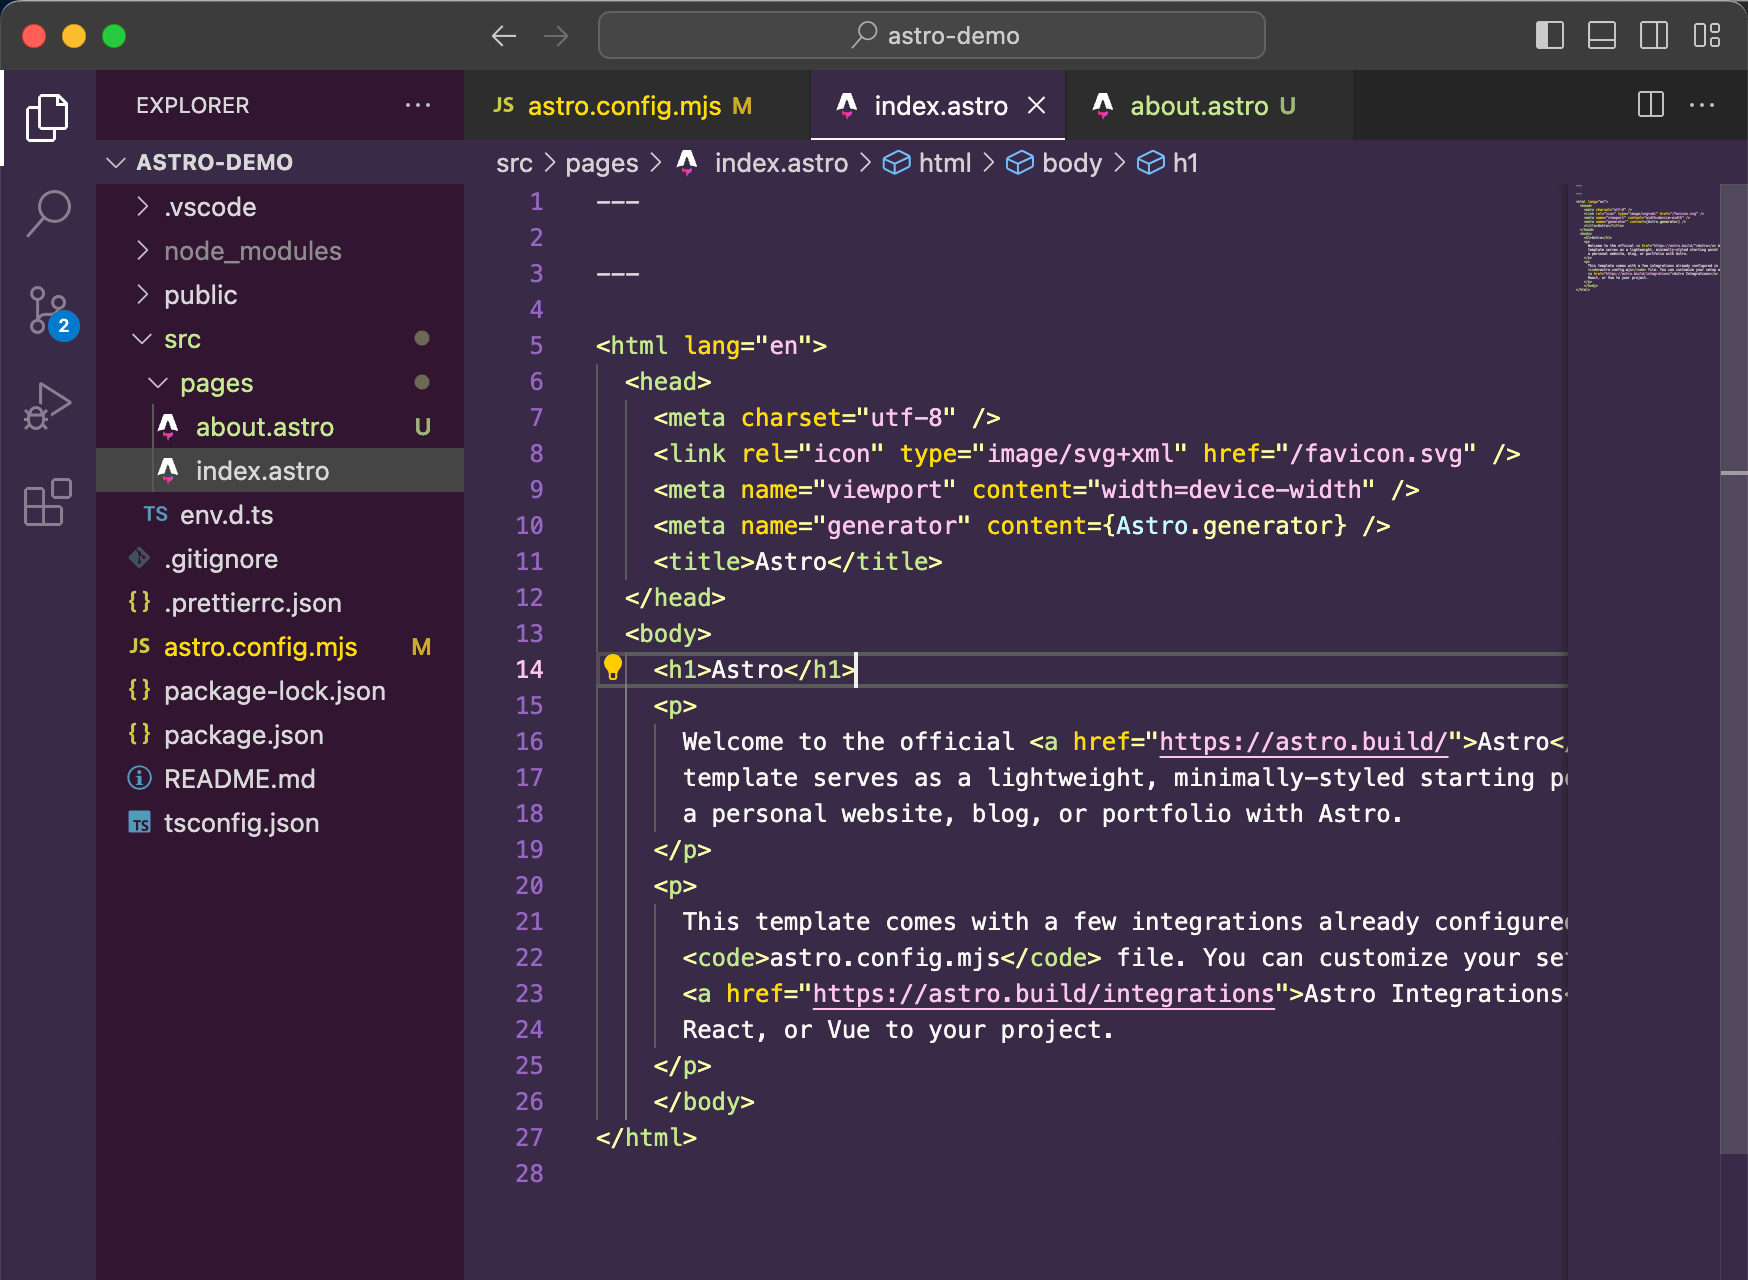 astro-demo
EXPLORER
ASTRO-DEMO
.vscode
node_modules
public
src
pages
about.astro U
index.astro
TS env.d.ts
.gitignore
{} .prettierrc.json
JS astro.config.mjs M
{} package-lock.json
{} package.json
README.md
TS tsconfig.json
2
JS astro.config.mjs M
index.astro
about.astro U
src > pages > index.astro > html > body > h1
1 ---
2
3 ---
4
5 <html lang="en">
6 <head>
7 <meta charset="utf-8" />
8 <link rel="icon" type="image/svg+xml" href="/favicon.svg" />
9 <meta name="viewport" content="width=device-width" />
10 <meta name="generator" content={Astro.generator} />
11 <title>Astro</title>
12 </head>
13 <body>
14 <h1>Astro</h1>
15 <p>
16 Welcome to the official <a href="https://astro.build/">Astro<
17 template serves as a lightweight, minimally-styled starting
18 a personal website, blog, or portfolio with Astro.
19 </p>
20 <p>
21 This template comes with a few integrations already configured
22 <code>astro.config.mjs</code> file. You can customize your
23 <a href="https://astro.build/integrations">Astro Integrations<
24 React, or Vue to your project.
25 </p>
26 </body>
27 </html>
28